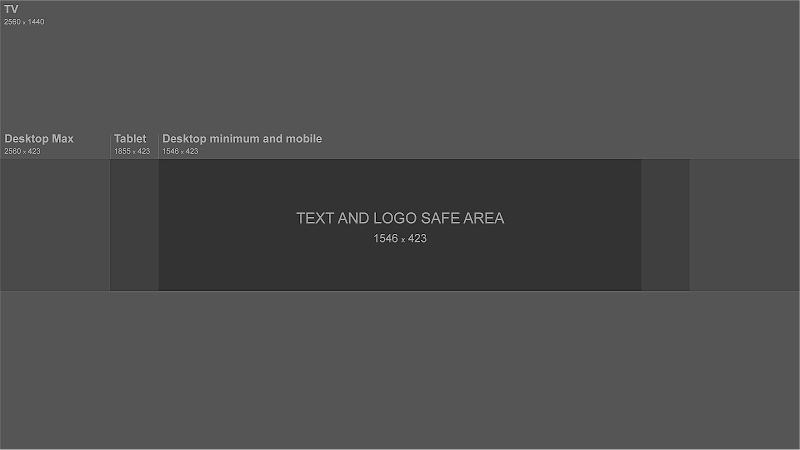 TV
2560 x 1440
Desktop Max
2560 x 423
Tablet
1855 x 423
Desktop minimum and mobile
1546 x 423
TEXT AND LOGO SAFE AREA
1546 x 423